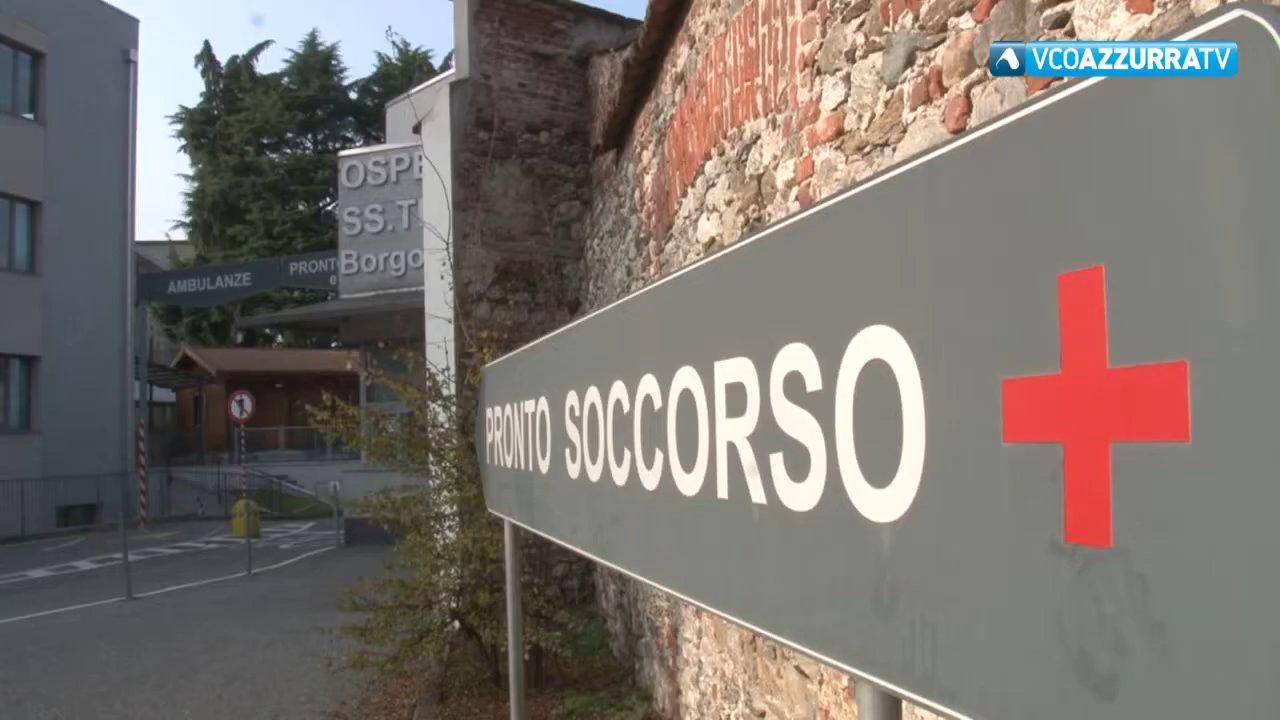 VCOAZZURRATV
OSPE
SS.T
Borgo
AMBULANZE
PRONT
PRONTO SOCCORSO